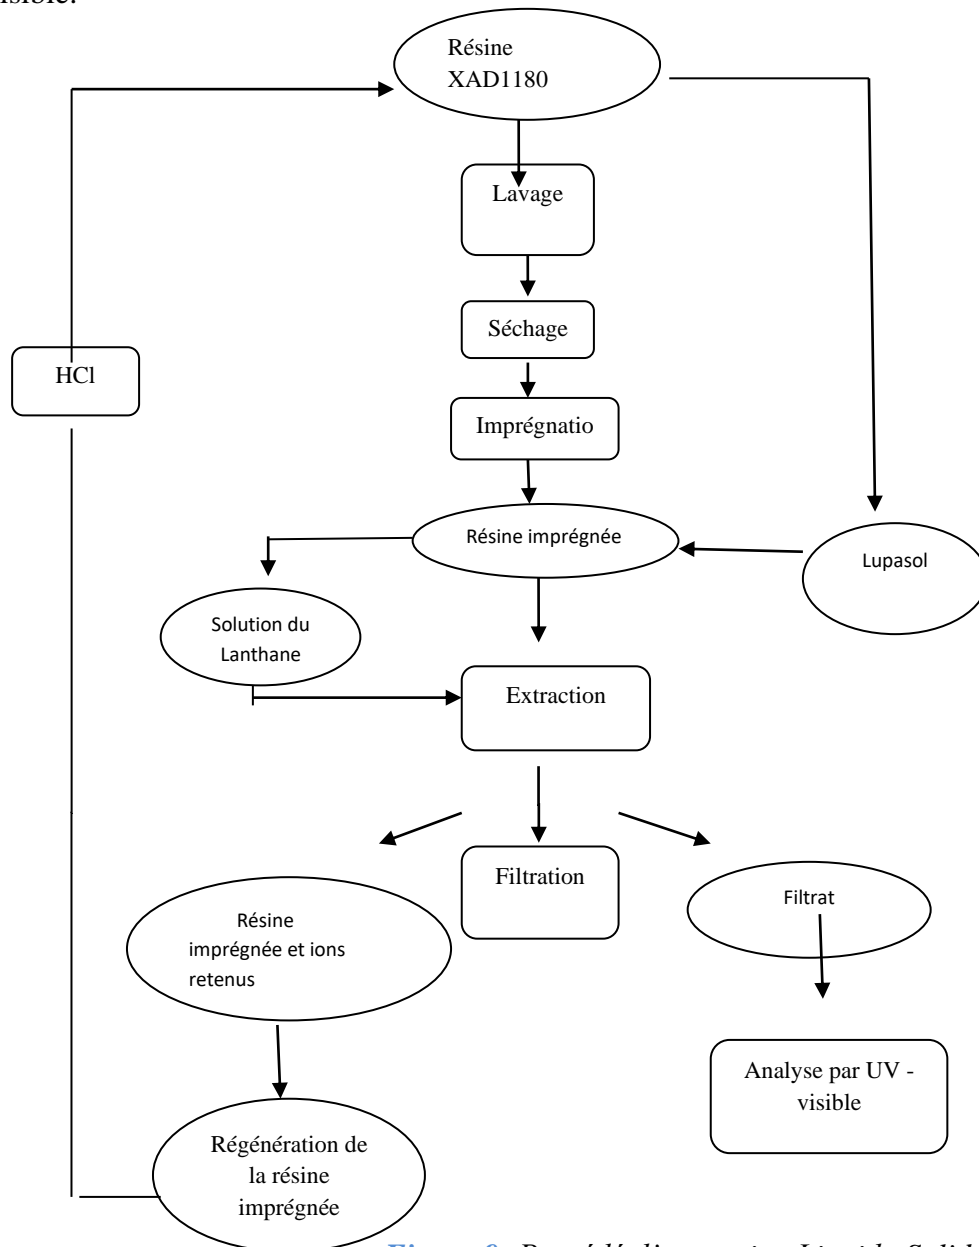 Résine
XAD1180
Lavage
Séchage
HCl
Imprégnatio
Résine imprégnée
Lupasol
Solution du
Lanthane
Extraction
Filtration
Filtrat
Résine
imprégnée et ions
retenus
Analyse par UV -
visible
Régénération de
la résine
imprégnée